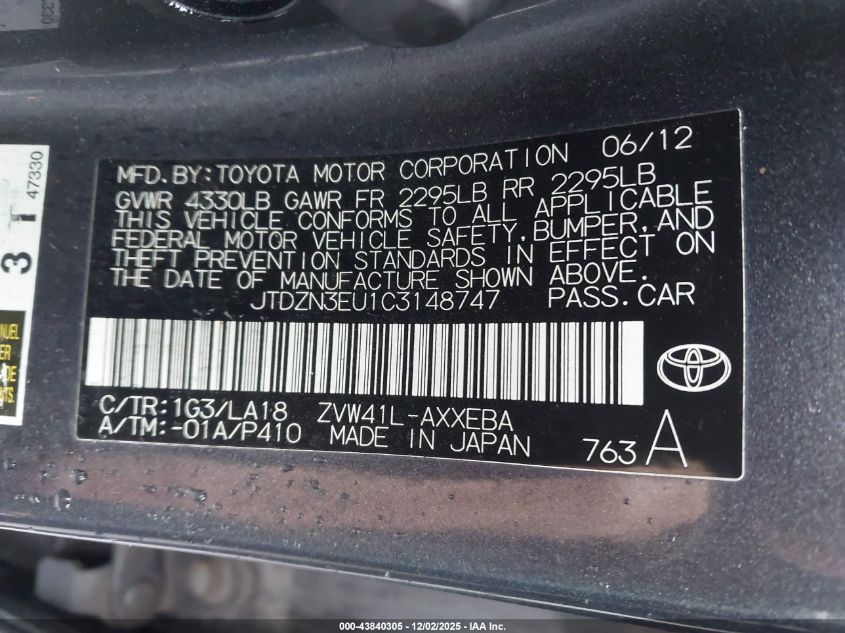 MFD. BY: TOYOTA MOTOR CORPORATION 06/12
GVWR 4330LB GAWR FR 2295LB RR 2295LB
THIS VEHICLE CONFORMS TO ALL APPLICABLE
FEDERAL MOTOR VEHICLE SAFETY, BUMPER, AND
THEFT PREVENTION STANDARDS IN EFFECT ON
THE DATE OF MANUFACTURE SHOWN ABOVE.
JTDZN3EU1C3148747 PASS. CAR
C/TR: 1G3/LA18 ZVW41L-AXXEBA
A/TM: -01A/P410 MADE IN JAPAN
763 A
47330
3 T
000-43840305 - 12/02/2025 - IAA Inc.